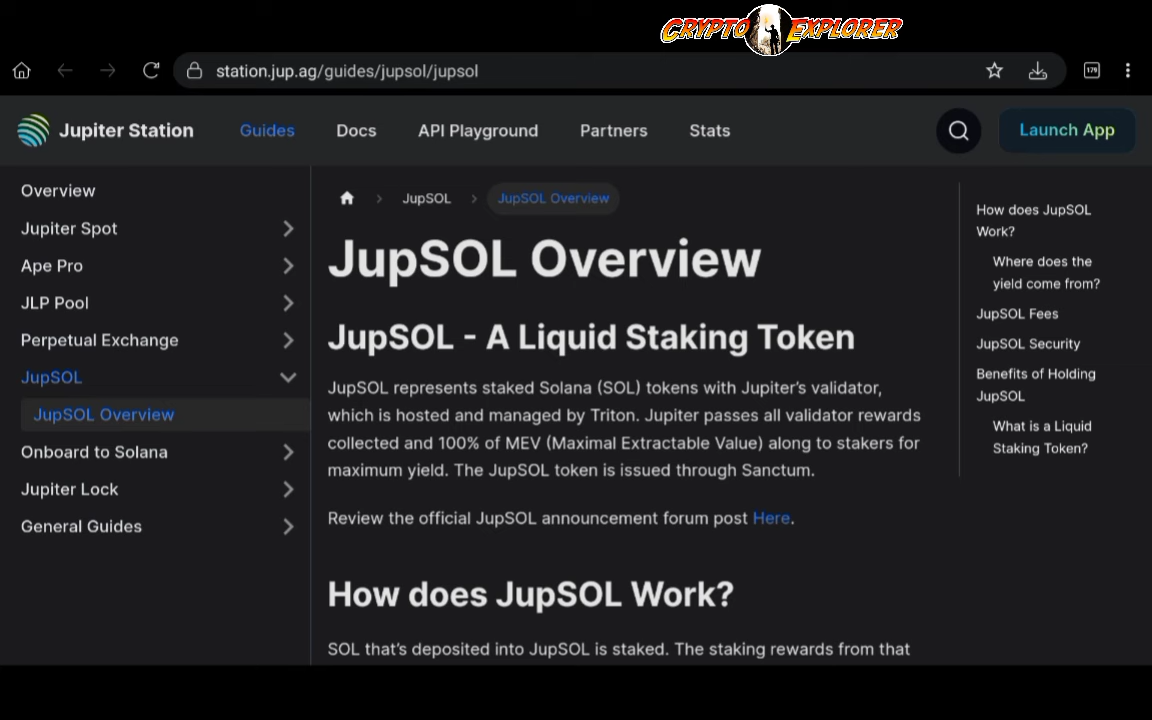 CRYPTO EXPLORER
station.jup.ag/guides/jupsol/jupsol
179
Jupiter Station
Guides
Docs
API Playground
Partners
Stats
Launch App
Overview
Jupiter Spot
Ape Pro
JLP Pool
Perpetual Exchange
JupSOL
JupSOL Overview
Onboard to Solana
Jupiter Lock
General Guides
JupSOL
JupSOL Overview
JupSOL Overview
JupSOL - A Liquid Staking Token
JupSOL represents staked Solana (SOL) tokens with Jupiter's validator,
which is hosted and managed by Triton. Jupiter passes all validator rewards
collected and 100% of MEV (Maximal Extractable Value) along to stakers for
maximum yield. The JupSOL token is issued through Sanctum.
Review the official JupSOL announcement forum post Here.
How does JupSOL Work?
SOL that's deposited into JupSOL is staked. The staking rewards from that
How does JupSOL
Work?
Where does the
yield come from?
JupSOL Fees
JupSOL Security
Benefits of Holding
JupSOL
What is a Liquid
Staking Token?